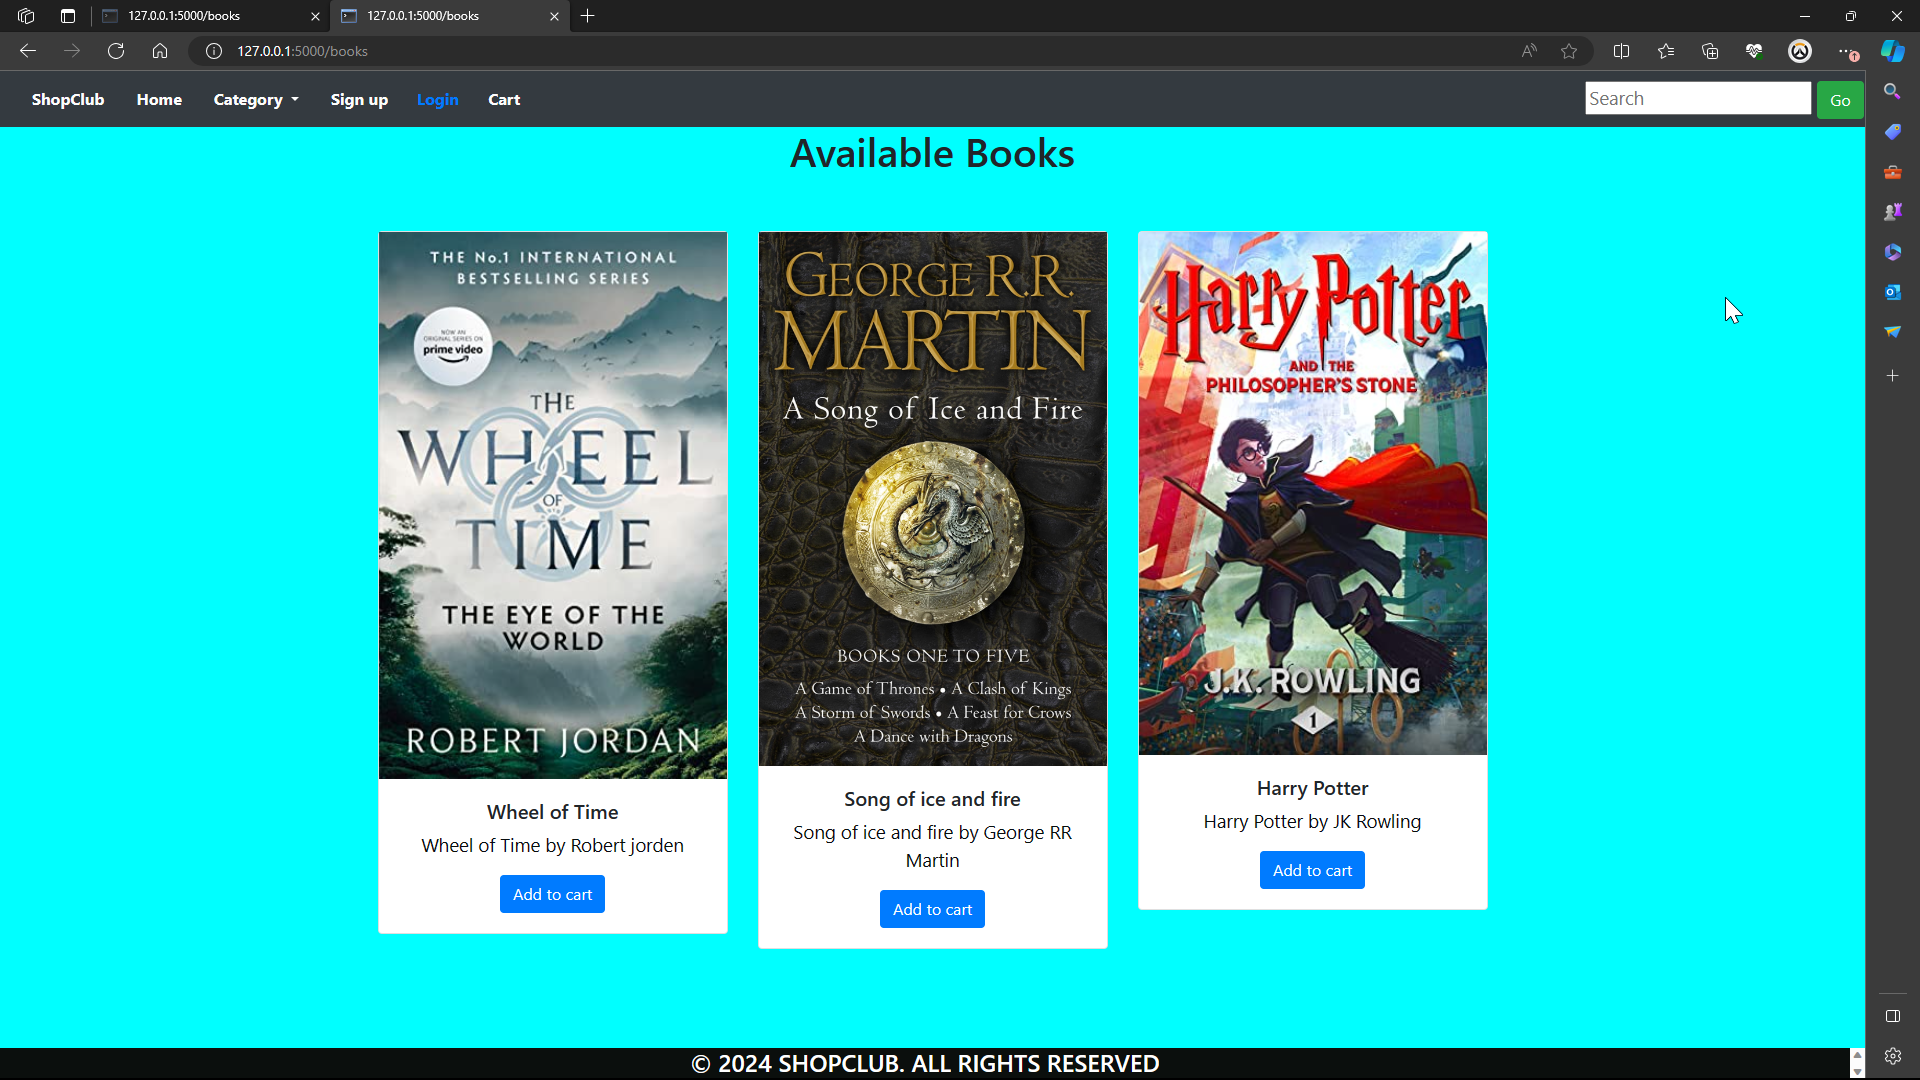 127.0.0.1:5000/books
127.0.0.1:5000/books
127.0.0.1:5000/books
ShopClub Home Category Sign up Login Cart Search Go
Available Books
THE No.1 INTERNATIONAL
BESTSELLING SERIES
NOW AN
ORIGINAL SERIES ON
prime video
THE
WHEEL
OF
TIME
THE EYE OF THE
WORLD
ROBERT JORDAN
Wheel of Time
Wheel of Time by Robert jorden
Add to cart
GEORGE R.R.
MARTIN
A Song of Ice and Fire
BOOKS ONE TO FIVE
A Game of Thrones • A Clash of Kings
A Storm of Swords • A Feast for Crows
A Dance with Dragons
Song of ice and fire
Song of ice and fire by George RR
Martin
Add to cart
Harry Potter
AND THE
PHILOSOPHER'S STONE
J.K. ROWLING
1
Harry Potter
Harry Potter by JK Rowling
Add to cart
© 2024 SHOPCLUB. ALL RIGHTS RESERVED